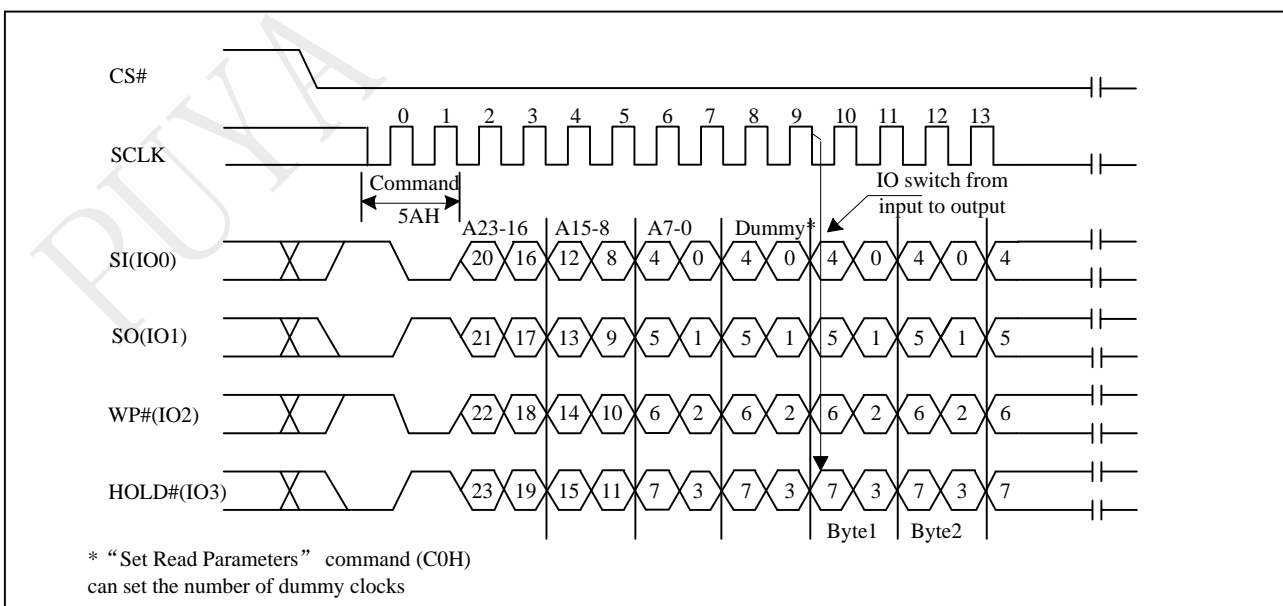 PUYA
CS#
0 1 2 3 4 5 6 7 8 9 10 11 12 13
SCLK
Command
5AH
IO switch from
input to output
A23-16 A15-8 A7-0 Dummy*
SI(IO0) 20 16 12 8 4 0 4 0 4 0 4 0 4
SO(IO1) 21 17 13 9 5 1 5 1 5 1 5 1 5
WP#(IO2) 22 18 14 10 6 2 6 2 6 2 6 2 6
HOLD#(IO3) 23 19 15 11 7 3 7 3 7 3 7 3 7
Byte1 Byte2
* “Set Read Parameters” command (C0H)
can set the number of dummy clocks